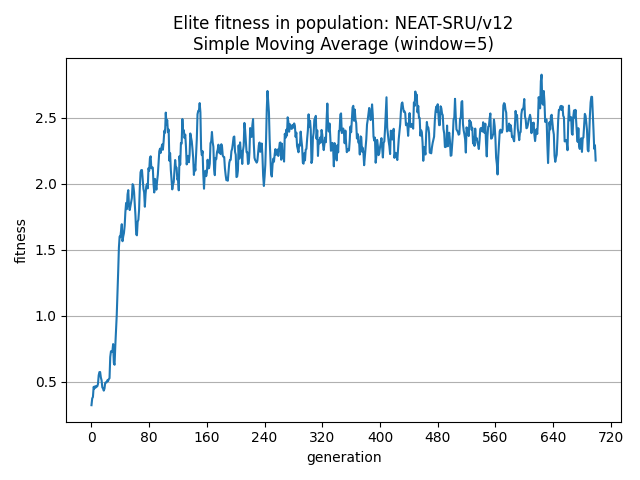 Elite fitness in population: NEAT-SRU/v12
Simple Moving Average (window=5)
fitness
2.5
2.0
1.5
1.0
0.5
0 80 160 240 320 400 480 560 640 720
generation